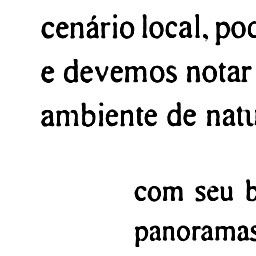 cenário local, poc
e devemos notar
ambiente de natu
com seu b
panoramas